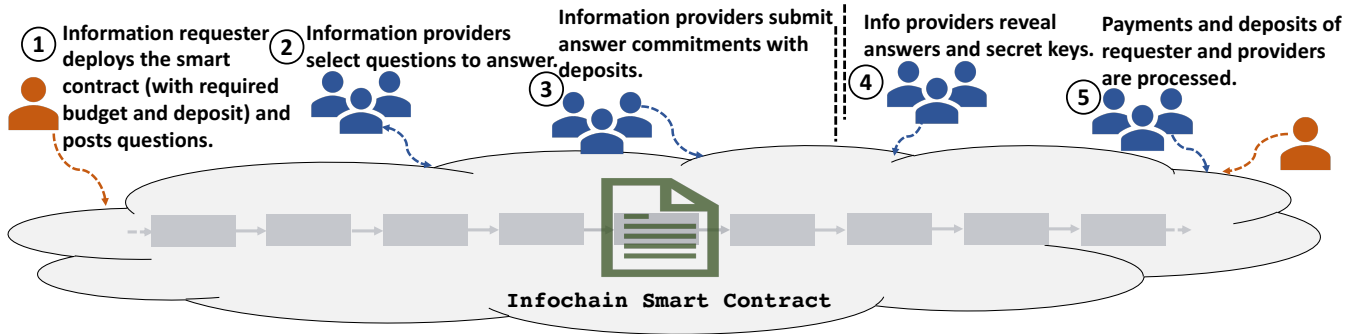 1
Information requester
deploys the smart
contract (with required
budget and deposit) and
posts questions.
2
Information providers
select questions to answer.
3
Information providers submit
answer commitments with
deposits.
4
Info providers reveal
answers and secret keys.
5
Payments and deposits of
requester and providers
are processed.
Infochain Smart Contract